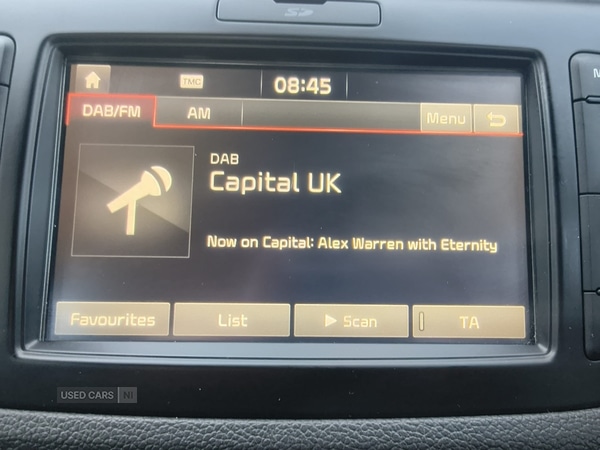 SD
TMC
08:45
DAB/FM AM Menu
DAB
Capital UK
Now on Capital: Alex Warren with Eternity
Favourites List Scan TA
USED CARS NI